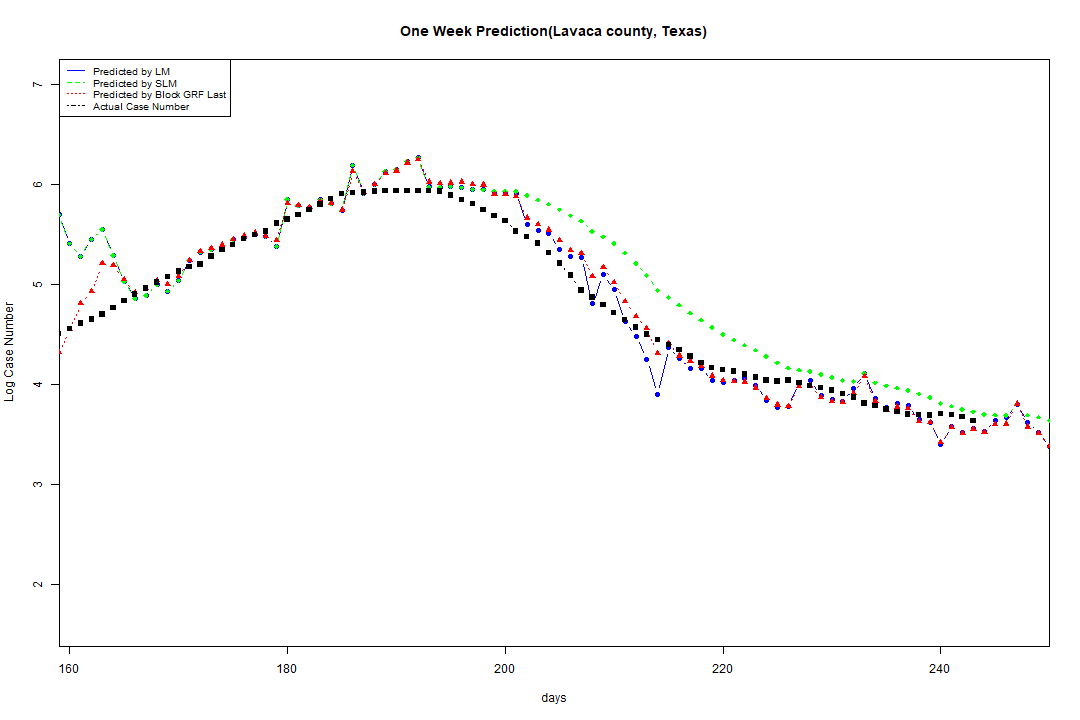 One Week Prediction(Lavaca county, Texas)
Predicted by LM
Predicted by SLM
Predicted by Block GRF Last
Actual Case Number
7
6
5
4
3
2
Log Case Number
160 180 200 220 240
days